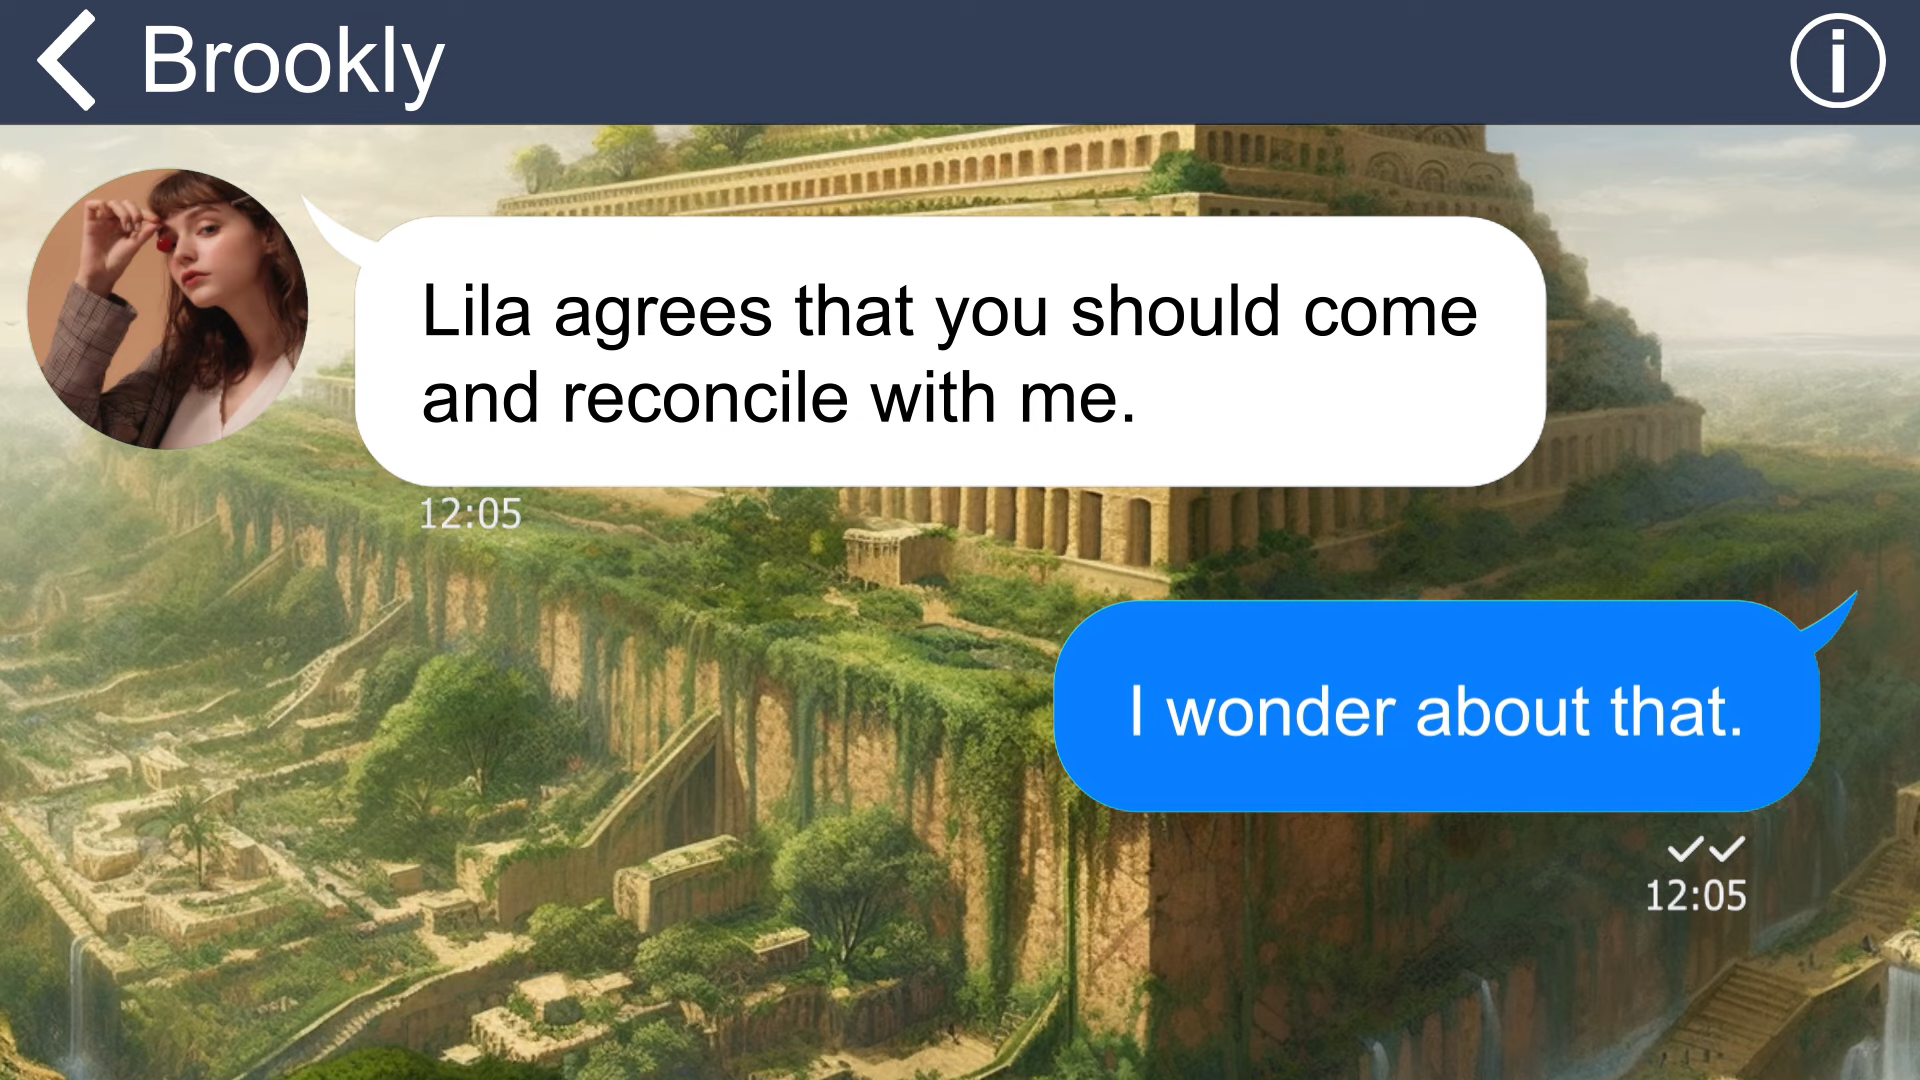 Brookly
Lila agrees that you should come
and reconcile with me.
12:05
I wonder about that.
12:05